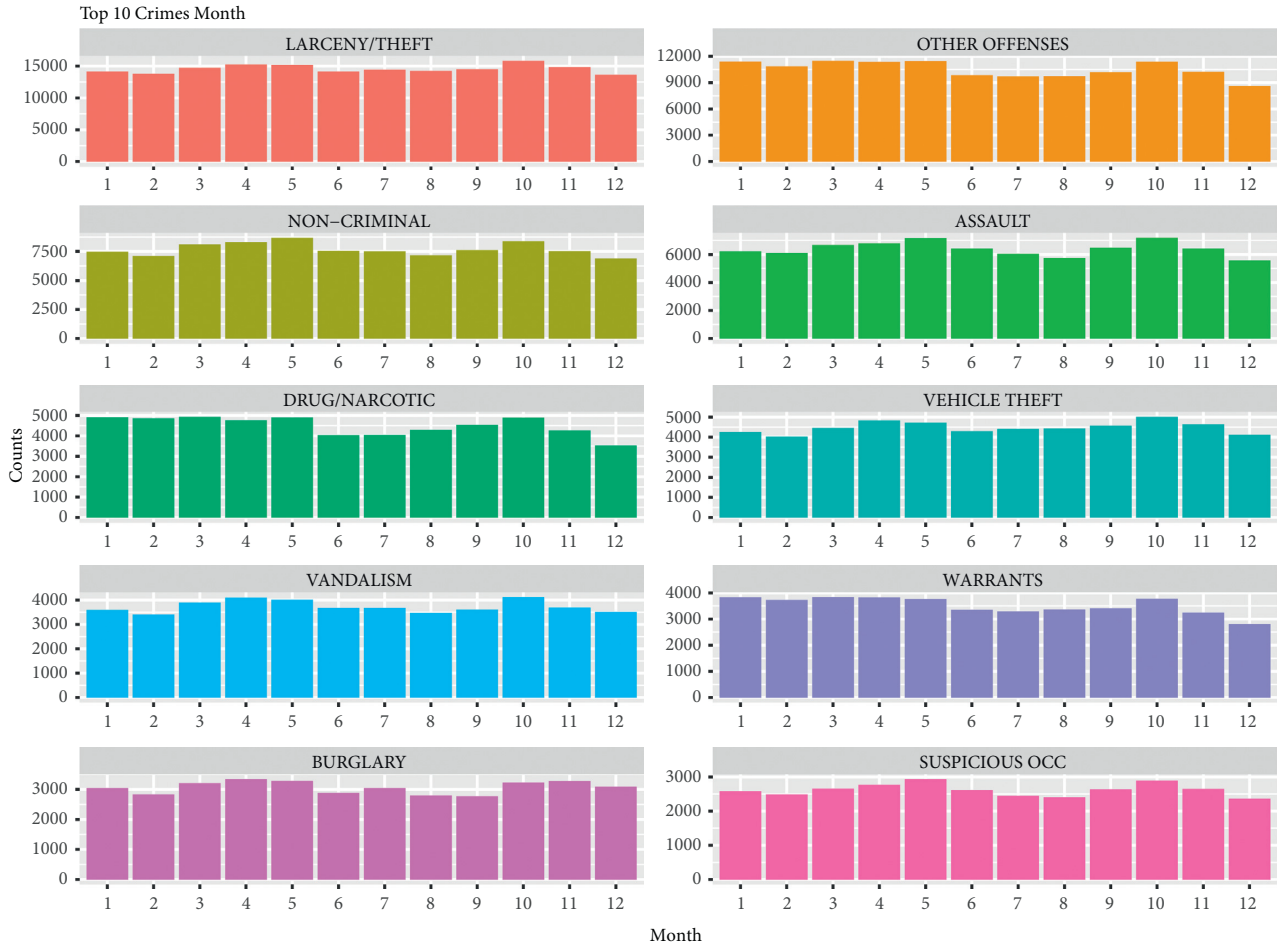 Top 10 Crimes Month
LARCENY/THEFT
15000
10000
5000
0
1 2 3 4 5 6 7 8 9 10 11 12
OTHER OFFENSES
12000
9000
6000
3000
0
1 2 3 4 5 6 7 8 9 10 11 12
NON−CRIMINAL
7500
5000
2500
0
1 2 3 4 5 6 7 8 9 10 11 12
ASSAULT
6000
4000
2000
0
1 2 3 4 5 6 7 8 9 10 11 12
Counts
DRUG/NARCOTIC
5000
4000
3000
2000
1000
0
1 2 3 4 5 6 7 8 9 10 11 12
VEHICLE THEFT
5000
4000
3000
2000
1000
0
1 2 3 4 5 6 7 8 9 10 11 12
VANDALISM
4000
3000
2000
1000
0
1 2 3 4 5 6 7 8 9 10 11 12
WARRANTS
4000
3000
2000
1000
0
1 2 3 4 5 6 7 8 9 10 11 12
BURGLARY
3000
2000
1000
0
1 2 3 4 5 6 7 8 9 10 11 12
SUSPICIOUS OCC
3000
2000
1000
0
1 2 3 4 5 6 7 8 9 10 11 12
Month